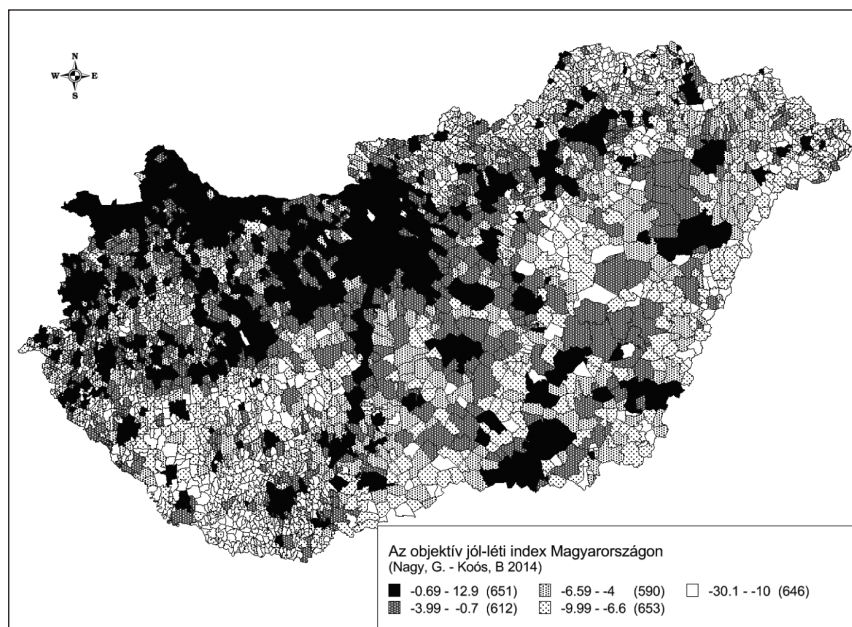 N
W E
S
Az objektív jól-léti index Magyarországon
(Nagy, G. - Koós, B 2014)
-0.69 - 12.9 (651) -6.59 - -4 (590) -30.1 - -10 (646)
-3.99 - -0.7 (612) -9.99 - -6.6 (653)